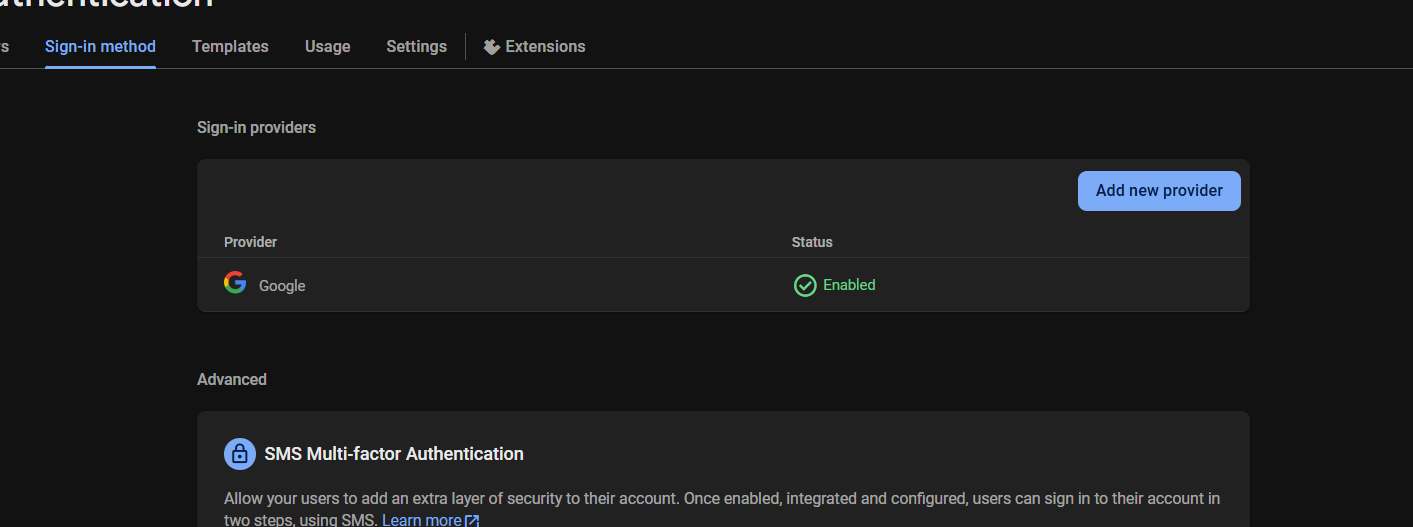 Sign-in method Templates Usage Settings Extensions
Sign-in providers
Add new provider
Provider Status
Google Enabled
Advanced
SMS Multi-factor Authentication
Allow your users to add an extra layer of security to their account. Once enabled, integrated and configured, users can sign in to their account in
two steps, using SMS. Learn more